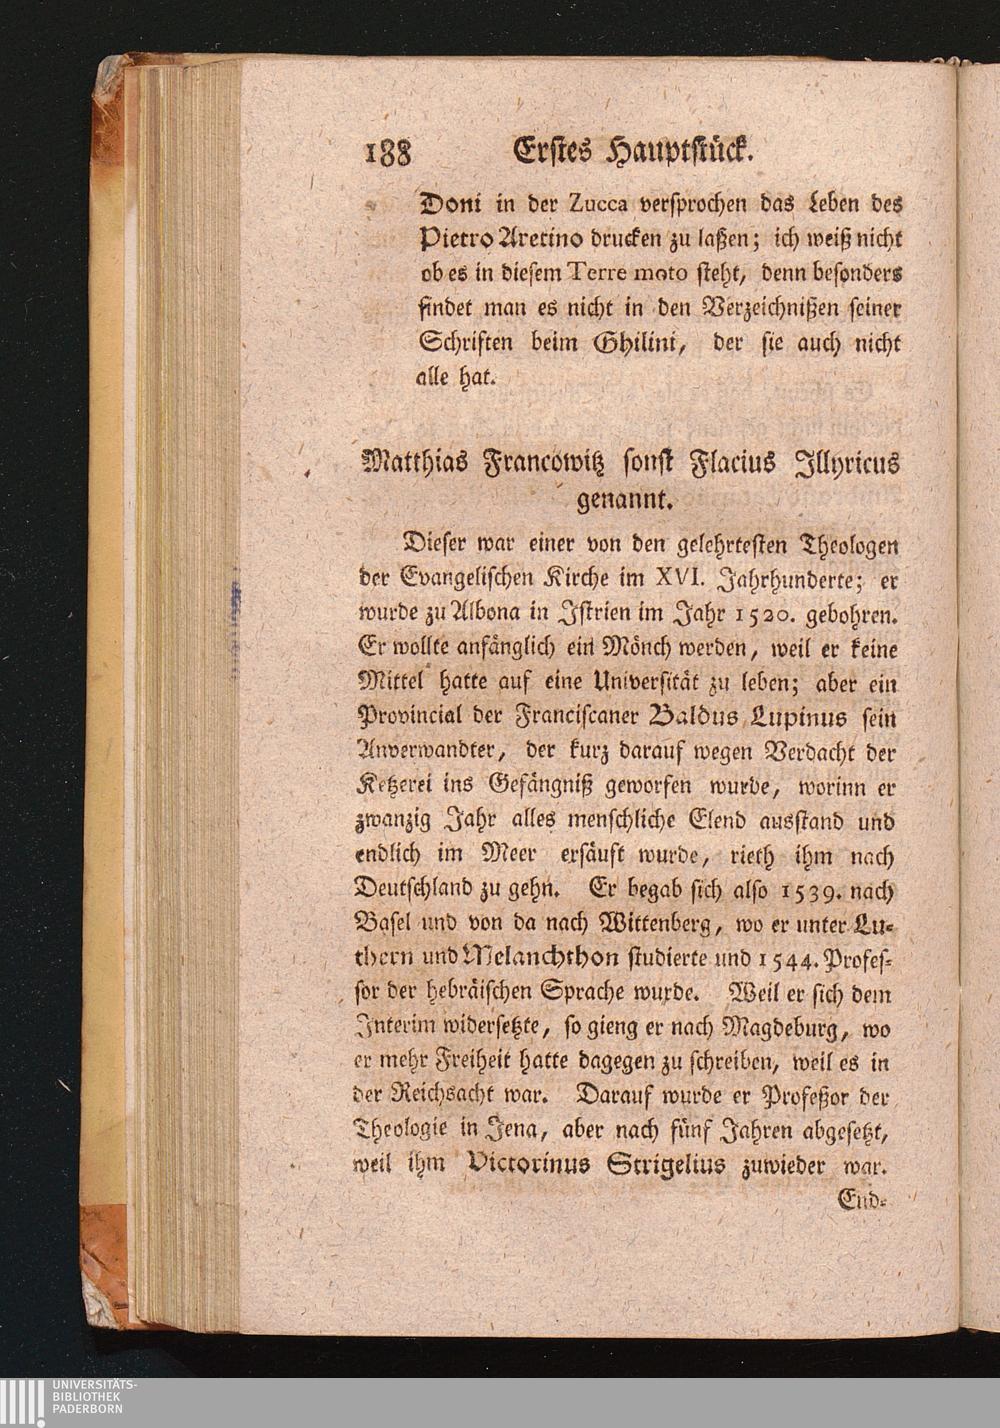 188 Erstes Hauptstück.
Doni in der Zucca versprochen das Leben des
Pietro Aretino drucken zu laßen; ich weiß nicht
ob es in diesem Terre moto steht, denn besonders
findet man es nicht in den Verzeichnißen seiner
Schriften beim Ghilini, der sie auch nicht
alle hat.
Matthias Francowitz sonst Flacius Illyricus
genannt.
Dieser war einer von den gelehrtesten Theologen
der Evangelischen Kirche im XVI. Jahrhunderte; er
wurde zu Albona in Istrien im Jahr 1520. gebohren.
Er wollte anfänglich ein Mönch werden, weil er keine
Mittel hatte auf eine Universität zu leben; aber ein
Provincial der Franciscaner Baldus Lupinus sein
Anverwandter, der kurz darauf wegen Verdacht der
Ketzerei ins Gefängniß geworfen wurde, worinn er
zwanzig Jahr alles menschliche Elend ausstand und
endlich im Meer ersäuft wurde, rieth ihm nach
Deutschland zu gehn. Er begab sich also 1539. nach
Basel und von da nach Wittenberg, wo er unter Lu-
thern und Melanchthon studierte und 1544. Profes-
sor der hebräischen Sprache wurde. Weil er sich dem
Interim widersetzte, so gieng er nach Magdeburg, wo
er mehr Freiheit hatte dagegen zu schreiben, weil es in
der Reichsacht war. Darauf wurde er Profeßor der
Theologie in Jena, aber nach fünf Jahren abgesetzt,
weil ihm Victorinus Strigelius zuwieder war.
End-
UNIVERSITÄTS-
BIBLIOTHEK
PADERBORN